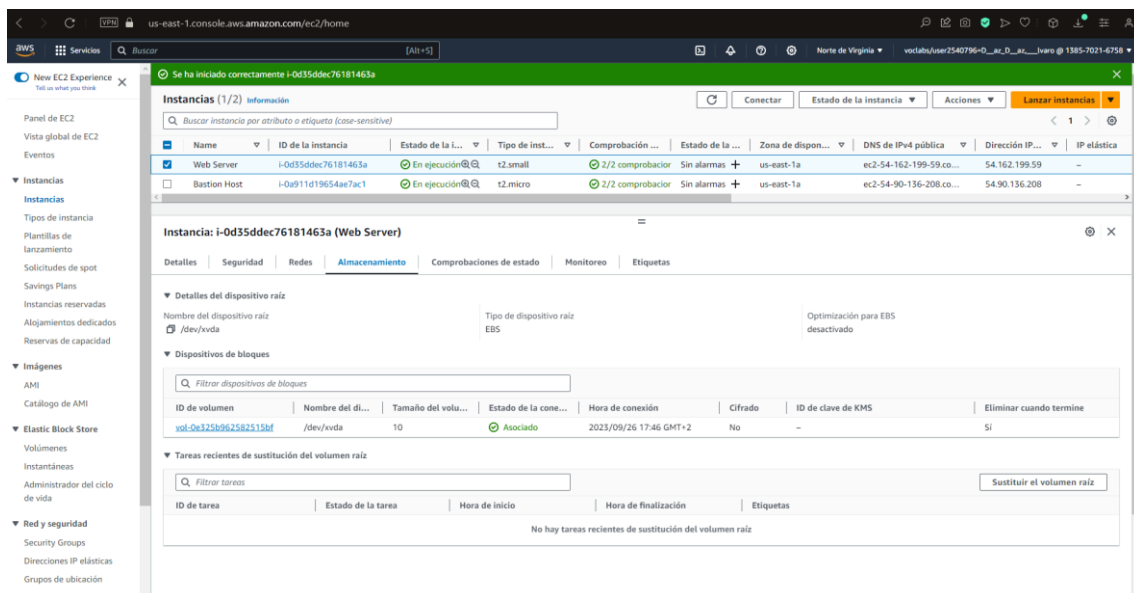 VPN us-east-1.console.aws.amazon.com/ec2/home
aws Servicios Buscar [Alt+S] Norte de Virginia voclabs/user2540796=D__az_D__az,___lvaro @ 1385-7021-6758
New EC2 Experience
Tell us what you think
Panel de EC2
Vista global de EC2
Eventos
Instancias
Instancias
Tipos de instancia
Plantillas de
lanzamiento
Solicitudes de spot
Savings Plans
Instancias reservadas
Alojamientos dedicados
Reservas de capacidad
Imágenes
AMI
Catálogo de AMI
Elastic Block Store
Volúmenes
Instantáneas
Administrador del ciclo
de vida
Red y seguridad
Security Groups
Direcciones IP elásticas
Grupos de ubicación
Se ha iniciado correctamente i-0d35ddec76181463a
Instancias (1/2) Información Conectar Estado de la instancia Acciones Lanzar instancias
Buscar instancia por atributo o etiqueta (case-sensitive) 1
Name ID de la instancia Estado de la i... Tipo de inst... Comprobación ... Estado de la ... Zona de dispon... DNS de IPv4 pública Dirección IP... IP elástica
Web Server i-0d35ddec76181463a En ejecución t2.small 2/2 comprobacior Sin alarmas + us-east-1a ec2-54-162-199-59.co... 54.162.199.59 –
Bastion Host i-0a911d19654ae7ac1 En ejecución t2.micro 2/2 comprobacior Sin alarmas + us-east-1a ec2-54-90-136-208.co... 54.90.136.208 –
Instancia: i-0d35ddec76181463a (Web Server)
Detalles Seguridad Redes Almacenamiento Comprobaciones de estado Monitoreo Etiquetas
Detalles del dispositivo raíz
Nombre del dispositivo raíz Tipo de dispositivo raíz Optimización para EBS
/dev/xvda EBS desactivado
Dispositivos de bloques
Filtrar dispositivos de bloques
ID de volumen Nombre del di... Tamaño del volu... Estado de la cone... Hora de conexión Cifrado ID de clave de KMS Eliminar cuando termine
vol-0e325b962582515bf /dev/xvda 10 Asociado 2023/09/26 17:46 GMT+2 No – Sí
Tareas recientes de sustitución del volumen raíz
Filtrar tareas Sustituir el volumen raíz
ID de tarea Estado de la tarea Hora de inicio Hora de finalización Etiquetas
No hay tareas recientes de sustitución del volumen raíz